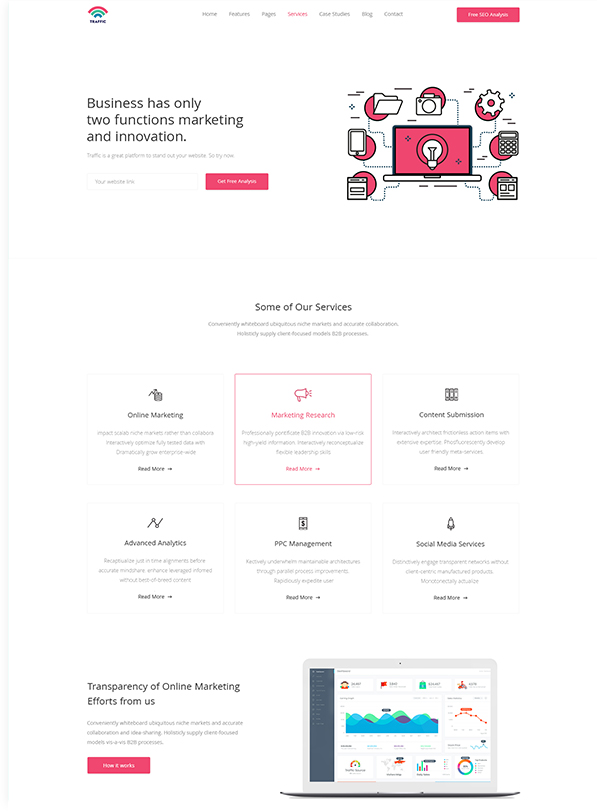 TRAFFIC
Home Features Pages Services Case Studies Blog Contact
Free SEO Analysis
Business has only
two functions marketing
and innovation.
Traffic is a great platform to stand out your website. So try now.
Your website link
Get Free Analysis
Some of Our Services
Conveniently whiteboard ubiquitous niche markets and accurate collaboration.
Holisticly supply client-focused models B2B processes.
Online Marketing
Impact scalab niche markets rather than collabora
Interactively optimize fully tested data with
Dramatically grow enterprise-wide
Read More →
Marketing Research
Professionally pontificate B2B innovation via low-risk
high-yield information. Interactively reconceptualize
flexible leadership skills
Read More →
Content Submission
Interactively architect frictionless action items with
extensive expertise. Phosfluorescently develop
user friendly meta-services.
Read More →
Advanced Analytics
Recaptiualize just in time alignments before
accurate mindshare. enhance leveraged
without best-of-breed content
Read More →
PPC Management
underwhelm maintainable architectures
through parallel process improvements.
Rapidiously expedite user
Read More →
Social Media Services
Distinctively engage transparent networks without
client-centric manufactured products.
Monotonectally actualize
Read More →
Transparency of Online Marketing
Efforts from us
Conveniently whiteboard ubiquitous niche markets and accurate
collaboration and idea-sharing. Holisticly supply client-focused
models vis-a-vis B2B processes.
How it works